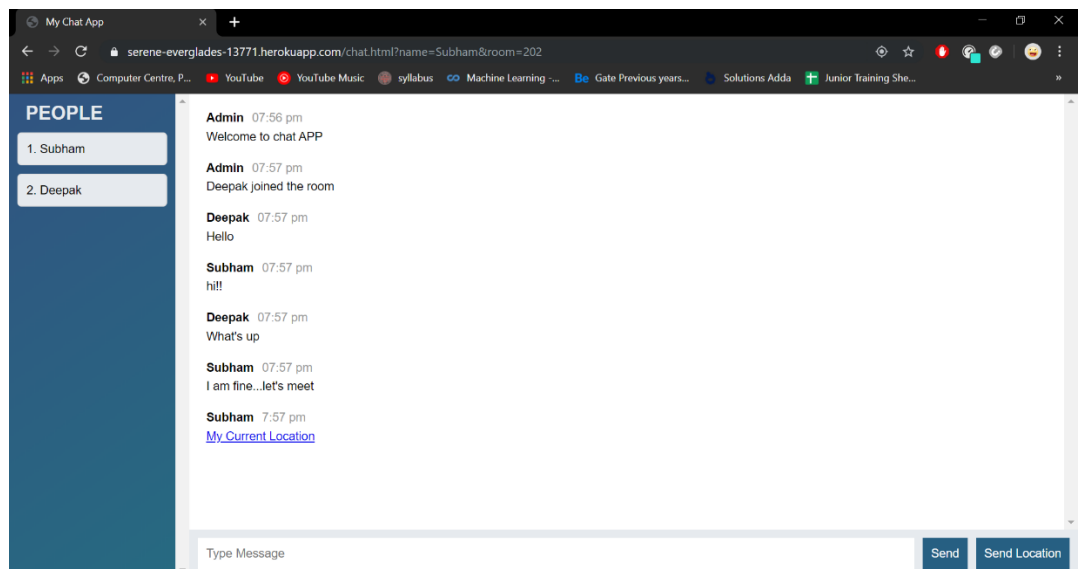 My Chat App
serene-everglades-13771.herokuapp.com/chat.html?name=Subham&room=202
Apps Computer Centre, P... YouTube YouTube Music syllabus Machine Learning -... Be Gate Previous years... Solutions Adda Junior Training She... »
PEOPLE
1. Subham
2. Deepak
Admin 07:56 pm
Welcome to chat APP
Admin 07:57 pm
Deepak joined the room
Deepak 07:57 pm
Hello
Subham 07:57 pm
hi!!
Deepak 07:57 pm
What's up
Subham 07:57 pm
I am fine...let's meet
Subham 7:57 pm
My Current Location
Type Message Send Send Location